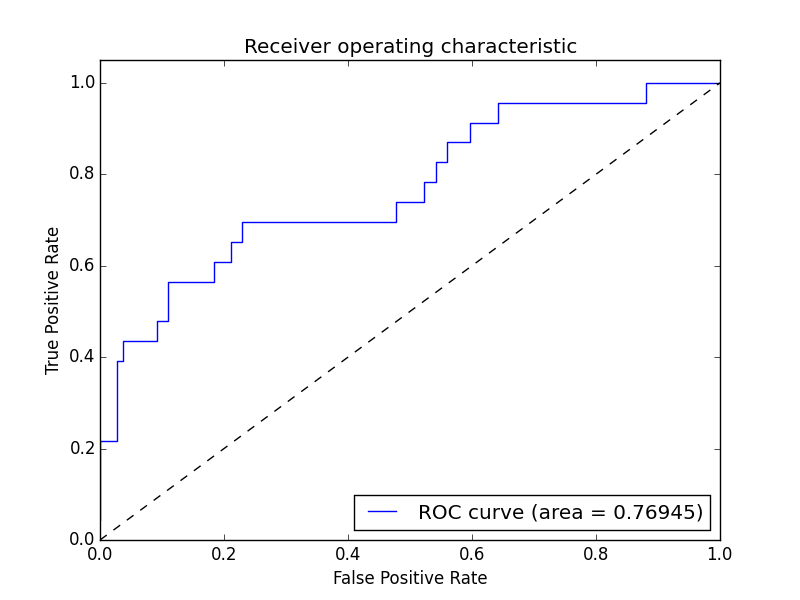 Receiver operating characteristic
1.0
0.8
0.6
0.4
0.2
0.0
True Positive Rate
ROC curve (area = 0.76945)
0.0 0.2 0.4 0.6 0.8 1.0
False Positive Rate